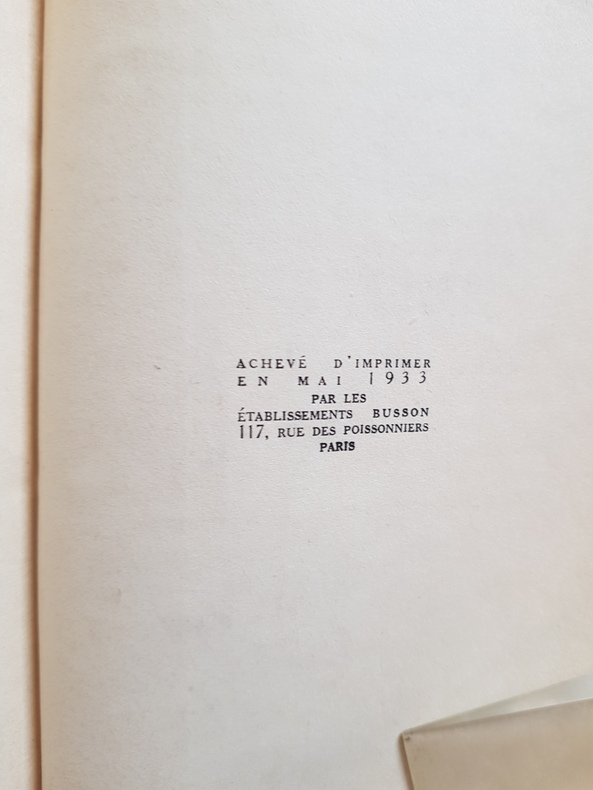 ACHEVÉ D'IMPRIMER
EN MAI 1933
PAR LES
ÉTABLISSEMENTS BUSSON
117, RUE DES POISSONNIERS
PARIS